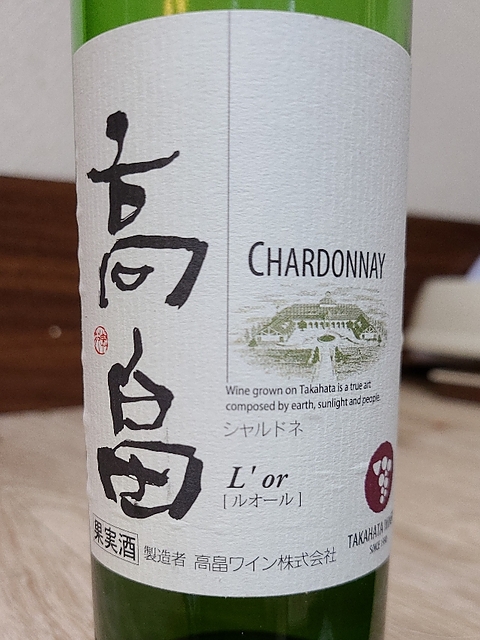 高畠
CHARDONNAY
Wine grown on Takahata is a true art
composed by earth, sunlight and people.
シャルドネ
L' or
[ルオール]
果実酒
製造者 高畠ワイン株式会社
TAKAHATA